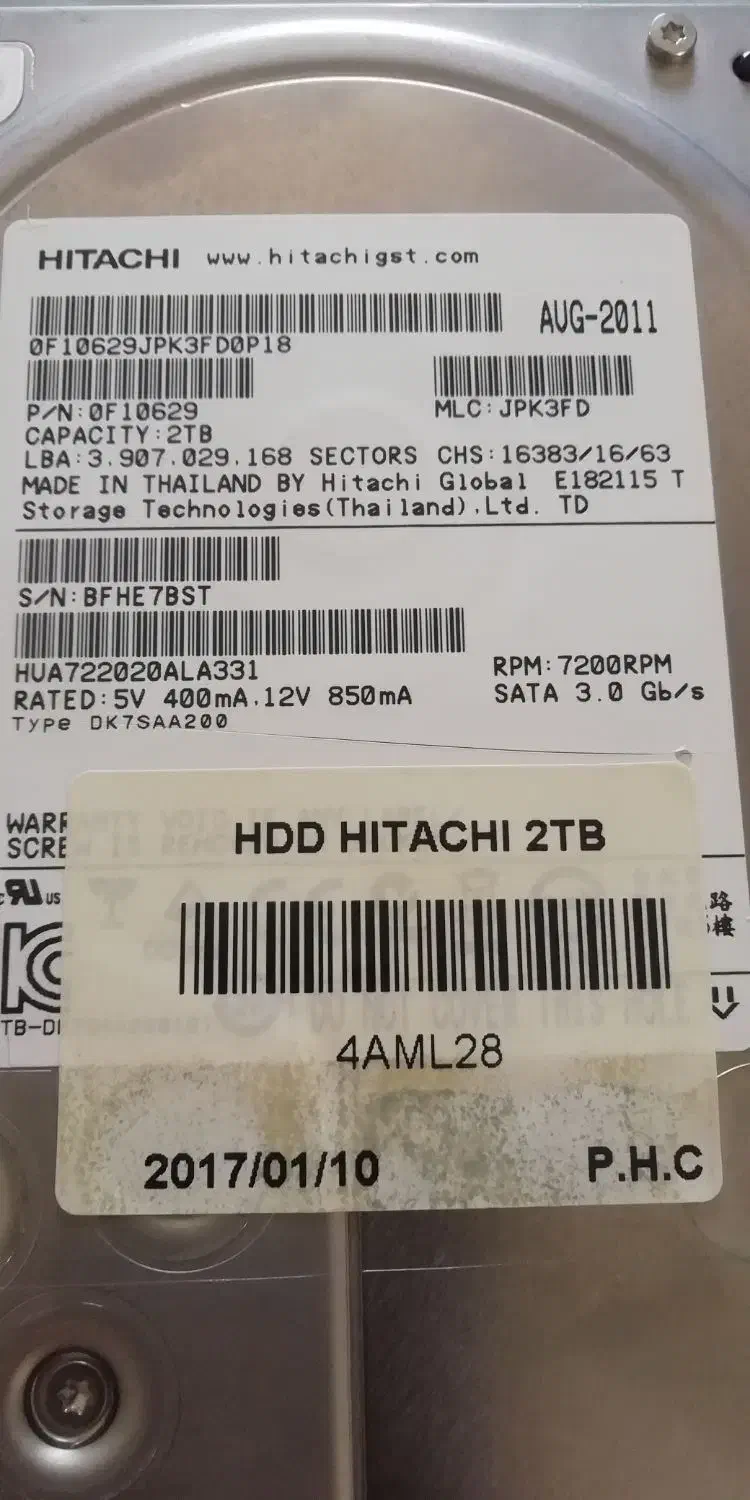 HITACHI www.hitachigst.com
AUG-2011
0F10629JPK3FD0P18
P/N:0F10629 MLC:JPK3FD
CAPACITY:2TB
LBA:3.907.029.168 SECTORS CHS:16383/16/63
MADE IN THAILAND BY Hitachi Global E182115 T
Storage Technologies(Thailand).Ltd. TD
S/N:BFHE7BST
HUA722020ALA331 RPM:7200RPM
RATED:5V 400mA.12V 850mA SATA 3.0 Gb/s
Type DK7SAA200
HDD HITACHI 2TB
4AML28
2017/01/10 P.H.C